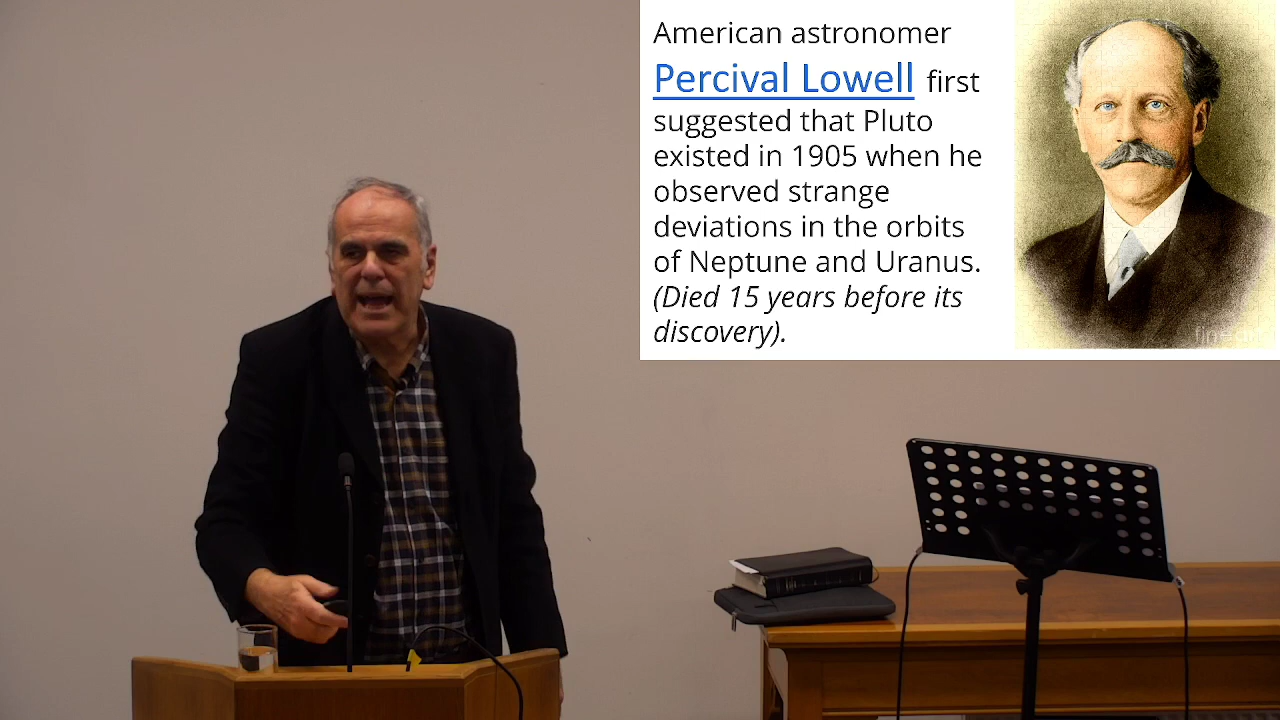 American astronomer
Percival Lowell first
suggested that Pluto
existed in 1905 when he
observed strange
deviations in the orbits
of Neptune and Uranus.
(Died 15 years before its
discovery).